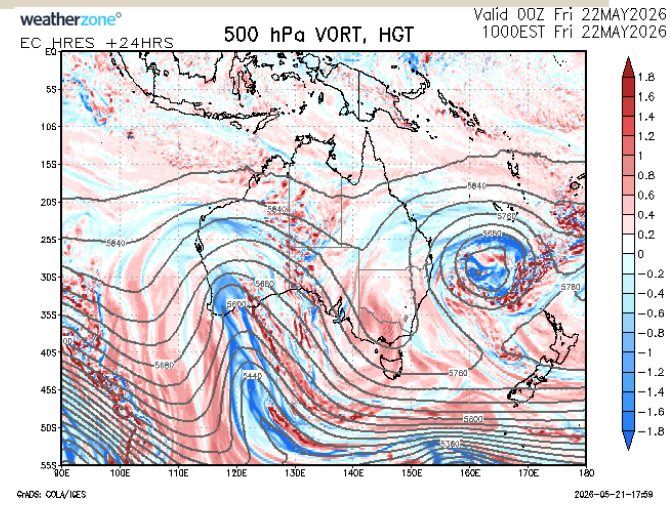 weatherzone°
Valid 00Z Fri 22MAY2026
500 hPa VORT, HGT
1000EST Fri 22MAY2026
EC HRES +24HRS
EQ
5S
10S
15S
20S
25S
30S
35S
40S
45S
50S
55S
90E 100E 110E 120E 130E 140E 150E 160E 170E 180
5840
5840
5840
5760
5680
5680
5760
5600
5680
5440
5760
5600
5360
1.8
1.6
1.4
1.2
1
0.8
0.6
0.4
0.2
0
−0.2
−0.4
−0.6
−0.8
−1
−1.2
−1.4
−1.6
−1.8
GrADS: COLA/IGES
2026-05-21-17:59